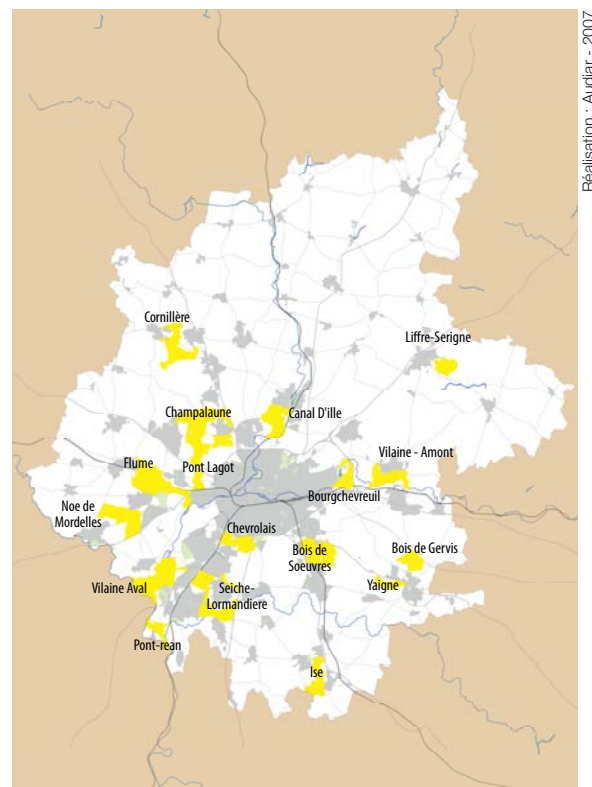 Réalisation : Audiar - 2007
Cornillère
Liffre-Serigne
Champalaune
Canal D'ille
Flume
Pont Lagot
Vilaine - Amont
Bourgchevreuil
Noe de
Mordelles
Chevrolais
Bois de
Soeuvres
Bois de Gervis
Vilaine Aval
Seiche-
Lormandiere
Yaigne
Pont-rean
Ise